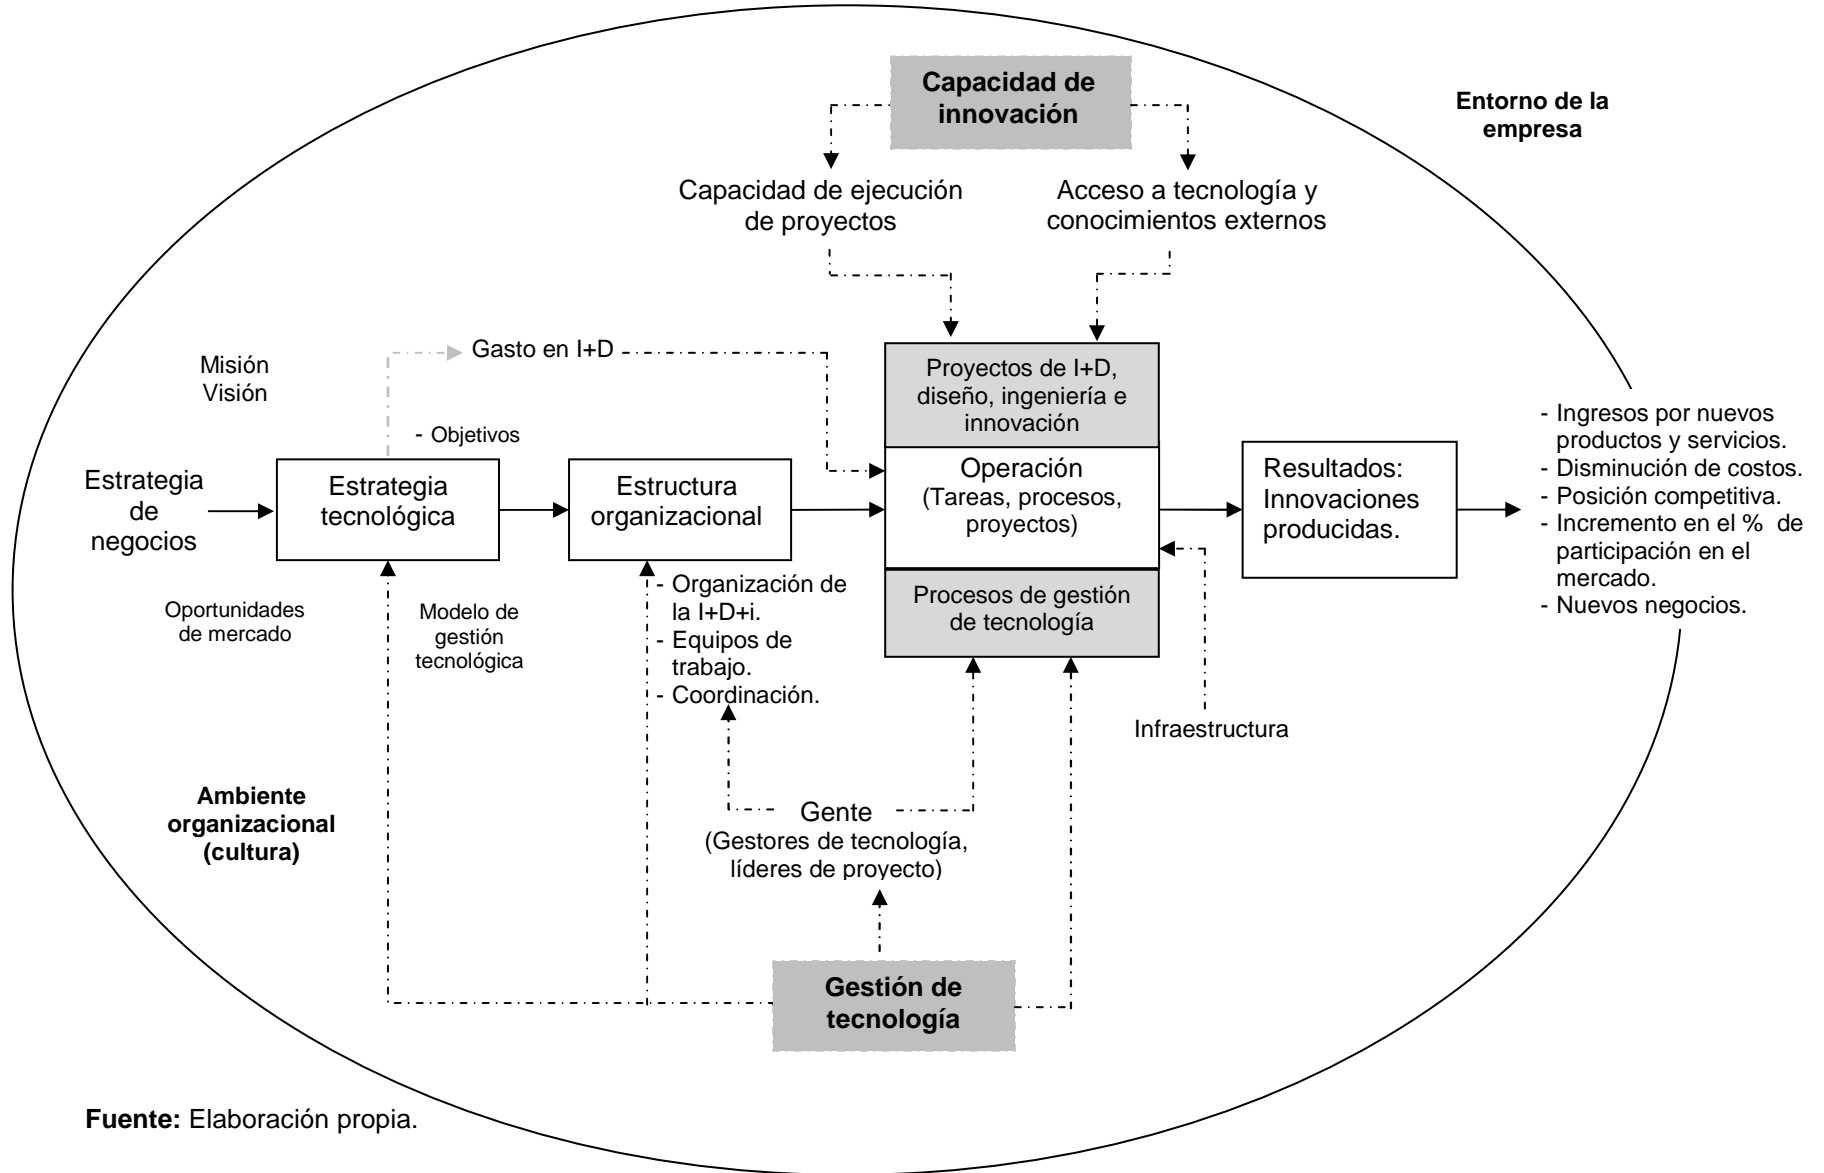 Capacidad de
innovación
Entorno de la
empresa
Capacidad de ejecución
de proyectos
Acceso a tecnología y
conocimientos externos
Misión
Visión
Gasto en I+D
- Objetivos
Proyectos de I+D,
diseño, ingeniería e
innovación
Estrategia
de
negocios
Estrategia
tecnológica
Estructura
organizacional
Operación
(Tareas, procesos,
proyectos)
Resultados:
Innovaciones
producidas.
- Ingresos por nuevos
productos y servicios.
- Disminución de costos.
- Posición competitiva.
- Incremento en el % de
participación en el
mercado.
- Nuevos negocios.
Oportunidades
de mercado
Modelo de
gestión
tecnológica
- Organización de
la I+D+i.
- Equipos de
trabajo.
- Coordinación.
Procesos de gestión
de tecnología
Infraestructura
Ambiente
organizacional
(cultura)
Gente
(Gestores de tecnología,
líderes de proyecto)
Gestión de
tecnología
Fuente: Elaboración propia.